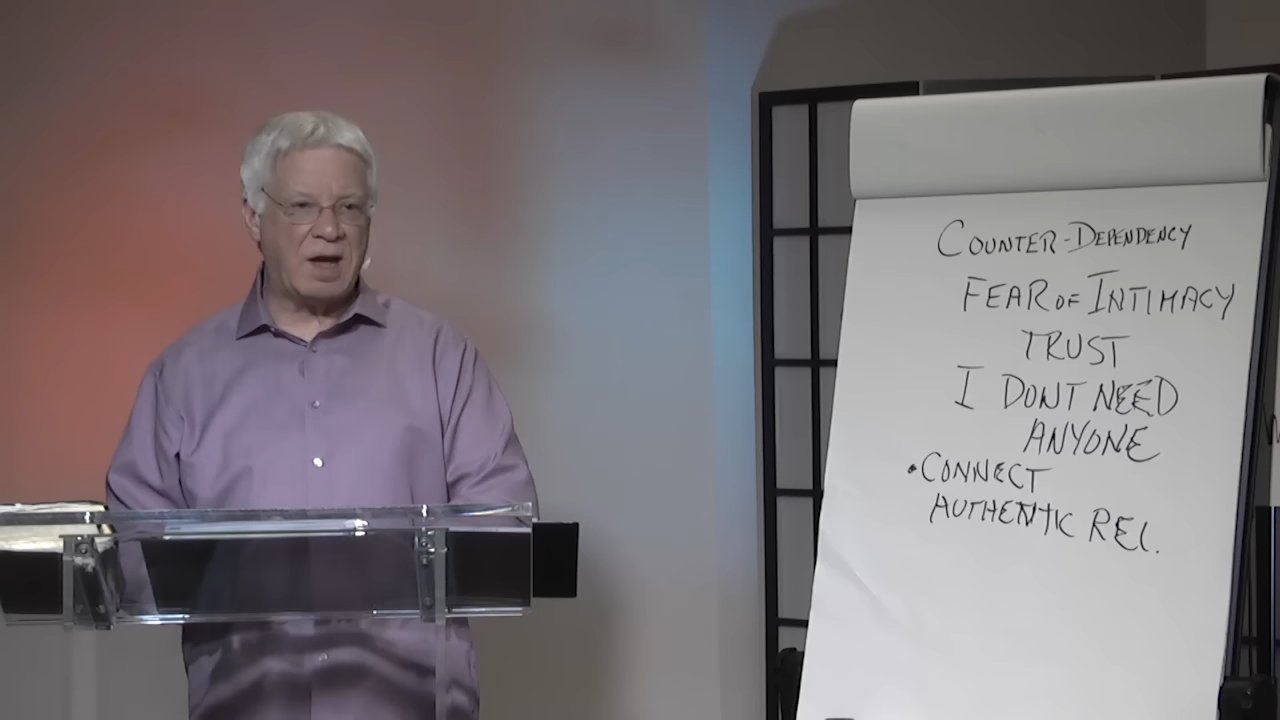 COUNTER-DEPENDENCY
FEAR OF INTIMACY
TRUST
I DONT NEED
ANYONE
• CONNECT
AUTHENTIC REL.